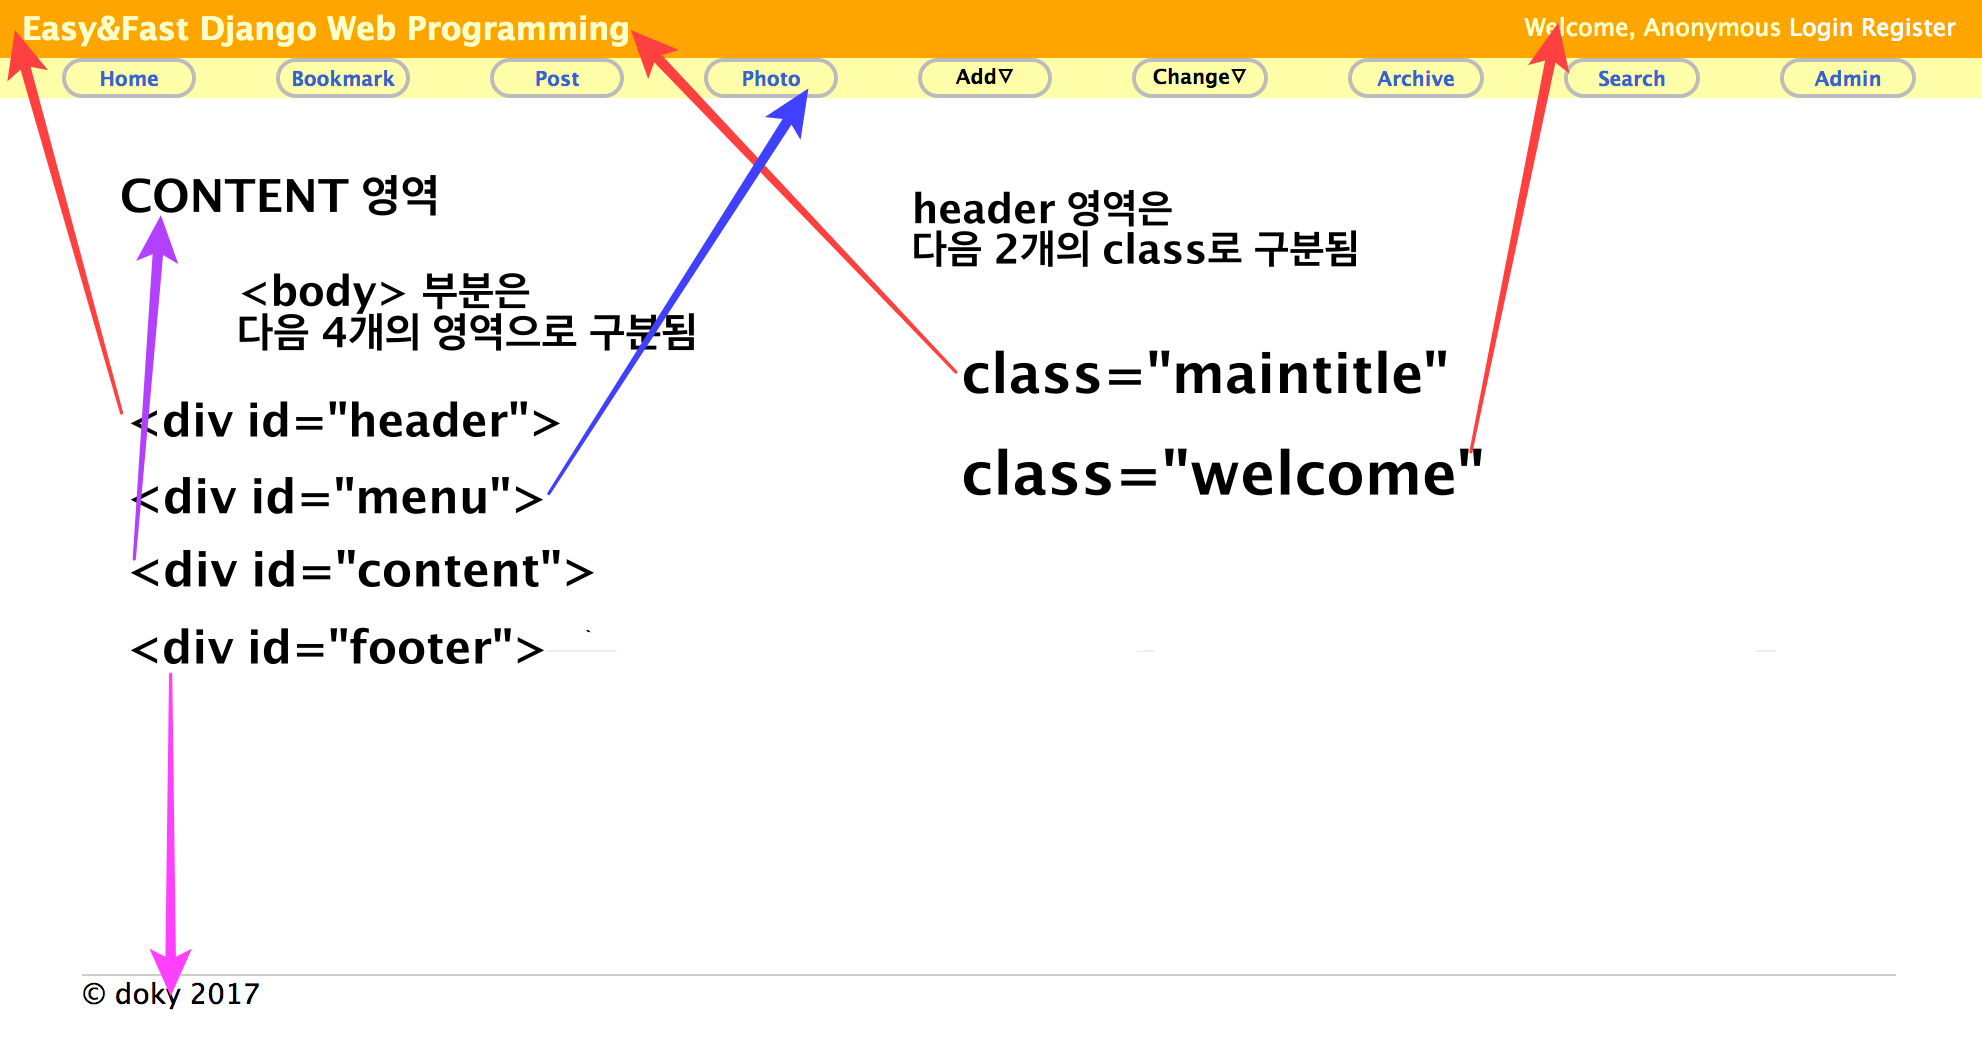 Easy&Fast Django Web Programming
Welcome, Anonymous Login Register
Home Bookmark Post Photo Add▽ Change▽ Archive Search Admin
CONTENT 영역
<body> 부분은
다음 4개의 영역으로 구분됨
<div id="header">
<div id="menu">
<div id="content">
<div id="footer">
`
header 영역은
다음 2개의 class로 구분됨
class="maintitle"
class="welcome"
© doky 2017